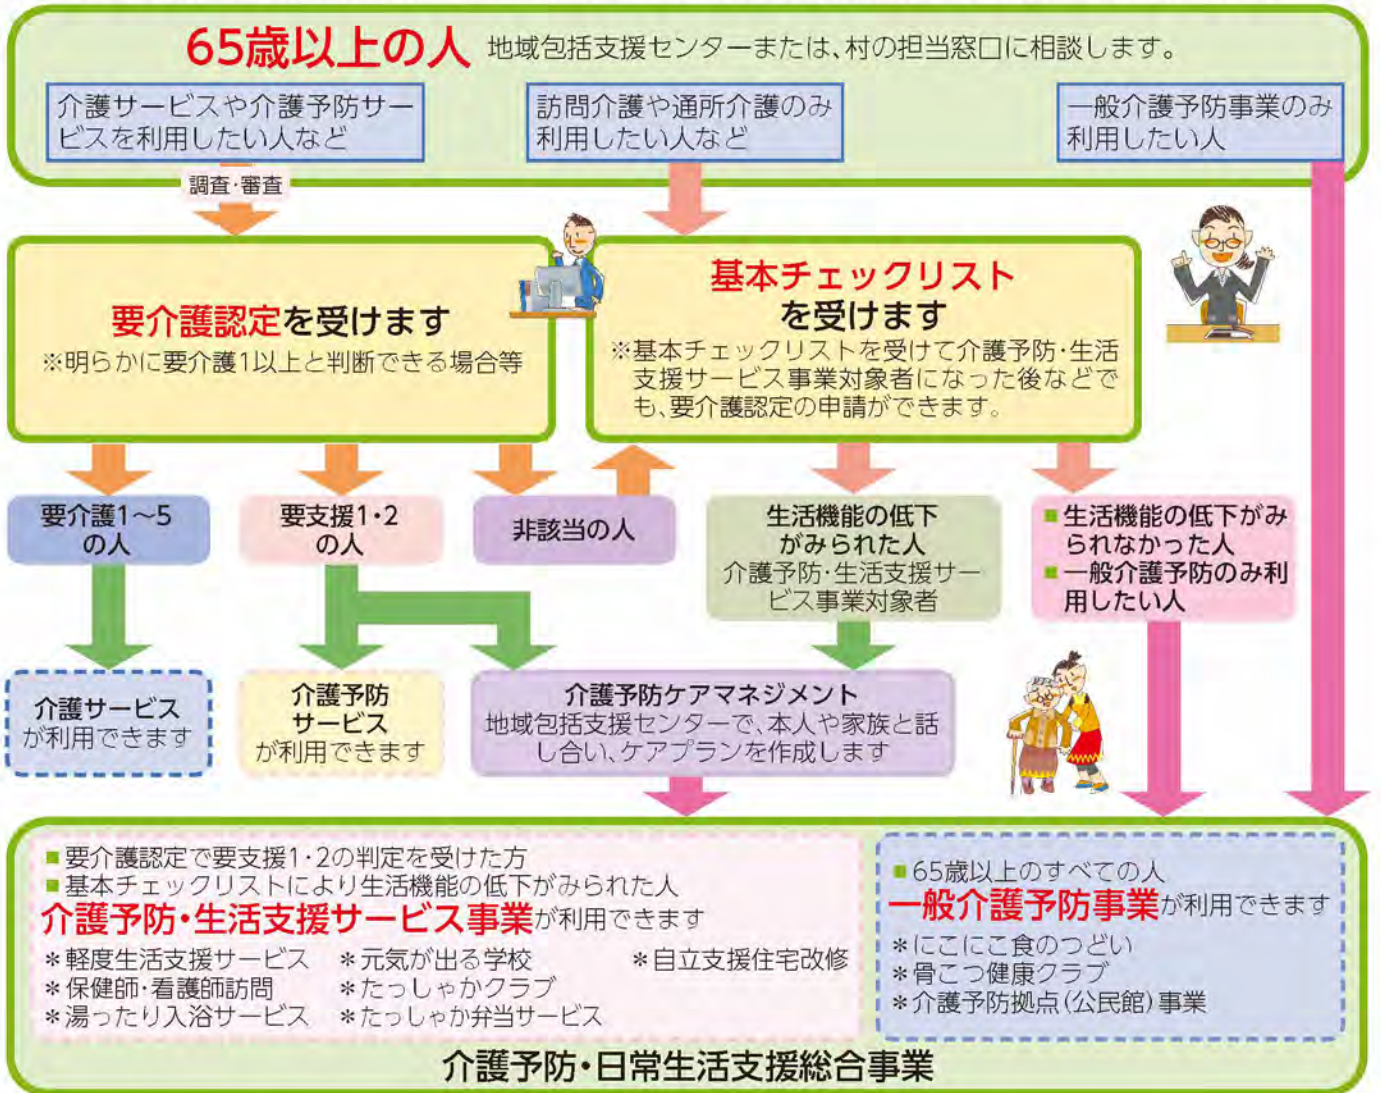 65歳以上の人 地域包括支援センターまたは、村の担当窓口に相談します。
介護サービスや介護予防サー
ビスを利用したい人など
訪問介護や通所介護のみ
利用したい人など
一般介護予防事業のみ
利用したい人
調査・審査
要介護認定を受けます
※明らかに要介護1以上と判断できる場合等
基本チェックリスト
を受けます
※基本チェックリストを受けて介護予防・生活
支援サービス事業対象者になった後などで
も、要介護認定の申請ができます。
要介護1～5
の人
要支援1・2
の人
非該当の人
生活機能の低下
がみられた人
介護予防・生活支援サー
ビス事業対象者
■生活機能の低下がみ
られなかった人
■一般介護予防のみ利
用したい人
介護サービス
が利用できます
介護予防
サービス
が利用できます
介護予防ケアマネジメント
地域包括支援センターで、本人や家族と話
し合い、ケアプランを作成します
■要介護認定で要支援1・2の判定を受けた方
■基本チェックリストにより生活機能の低下がみられた人
介護予防・生活支援サービス事業が利用できます
＊軽度生活支援サービス ＊元気が出る学校 ＊自立支援住宅改修
＊保健師・看護師訪問 ＊たっしゃかクラブ
＊湯ったり入浴サービス ＊たっしゃか弁当サービス
■65歳以上のすべての人
一般介護予防事業が利用できます
＊にこにこ食のつどい
＊骨こつ健康クラブ
＊介護予防拠点(公民館)事業
介護予防・日常生活支援総合事業